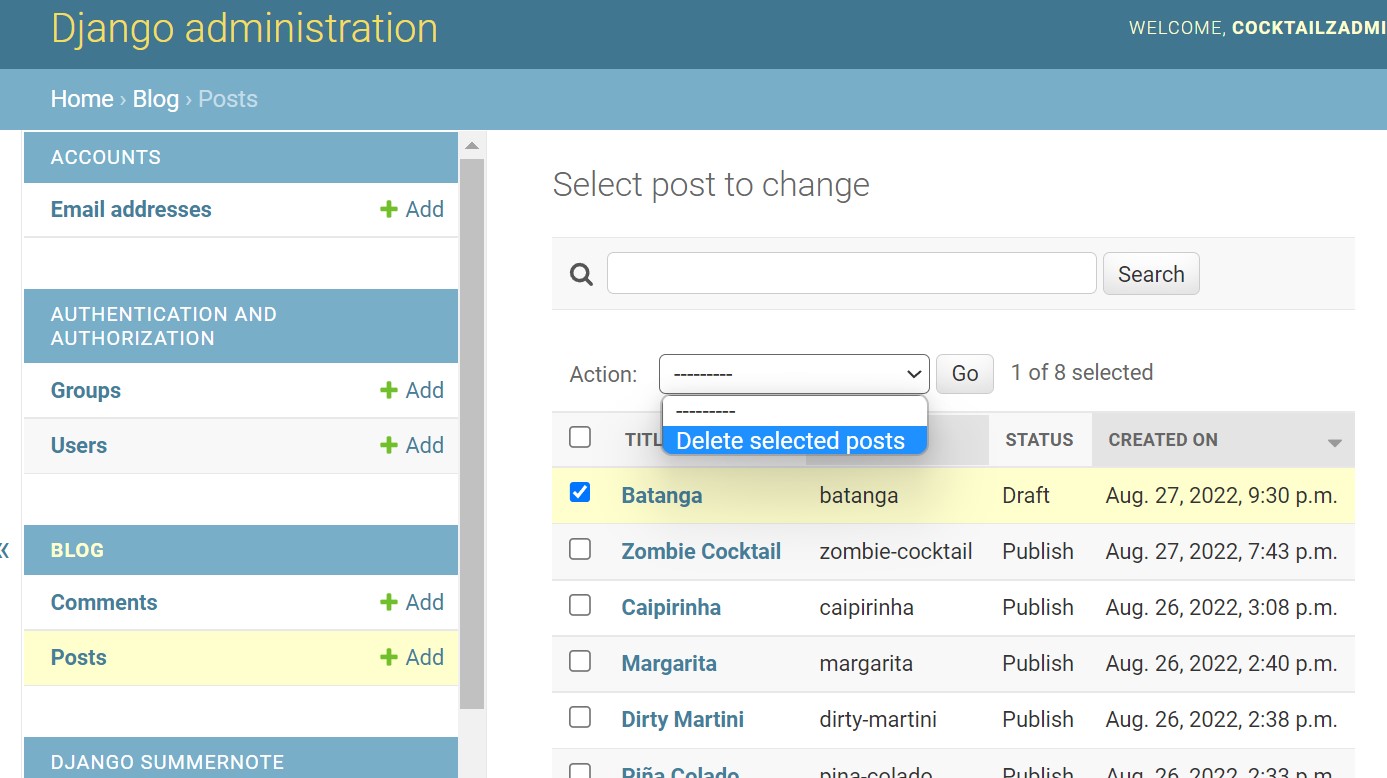 Django administration
WELCOME, COCKTAILZADMI
Home › Blog › Posts
ACCOUNTS
Email addresses Add
AUTHENTICATION AND
AUTHORIZATION
Groups Add
Users Add
BLOG
Comments Add
Posts Add
DJANGO SUMMERNOTE
«
Select post to change
Search
Action: --------- Go 1 of 8 selected
---------
Delete selected posts
TITL STATUS CREATED ON
Batanga batanga Draft Aug. 27, 2022, 9:30 p.m.
Zombie Cocktail zombie-cocktail Publish Aug. 27, 2022, 7:43 p.m.
Caipirinha caipirinha Publish Aug. 26, 2022, 3:08 p.m.
Margarita margarita Publish Aug. 26, 2022, 2:40 p.m.
Dirty Martini dirty-martini Publish Aug. 26, 2022, 2:38 p.m.
Piña Colado pina-colado Publish Aug. 26, 2022, 2:33 p.m.